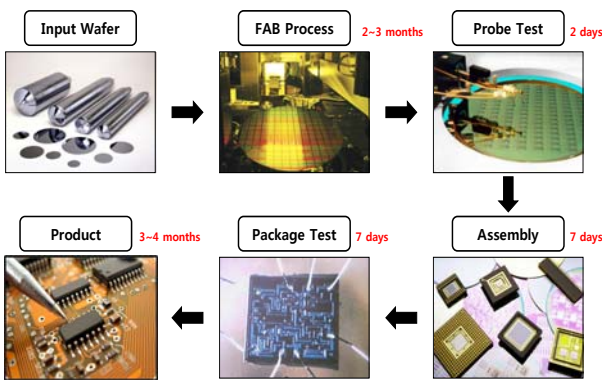 Input Wafer
FAB Process
2~3 months
Probe Test
2 days
Product
3~4 months
Package Test
7 days
Assembly
7 days